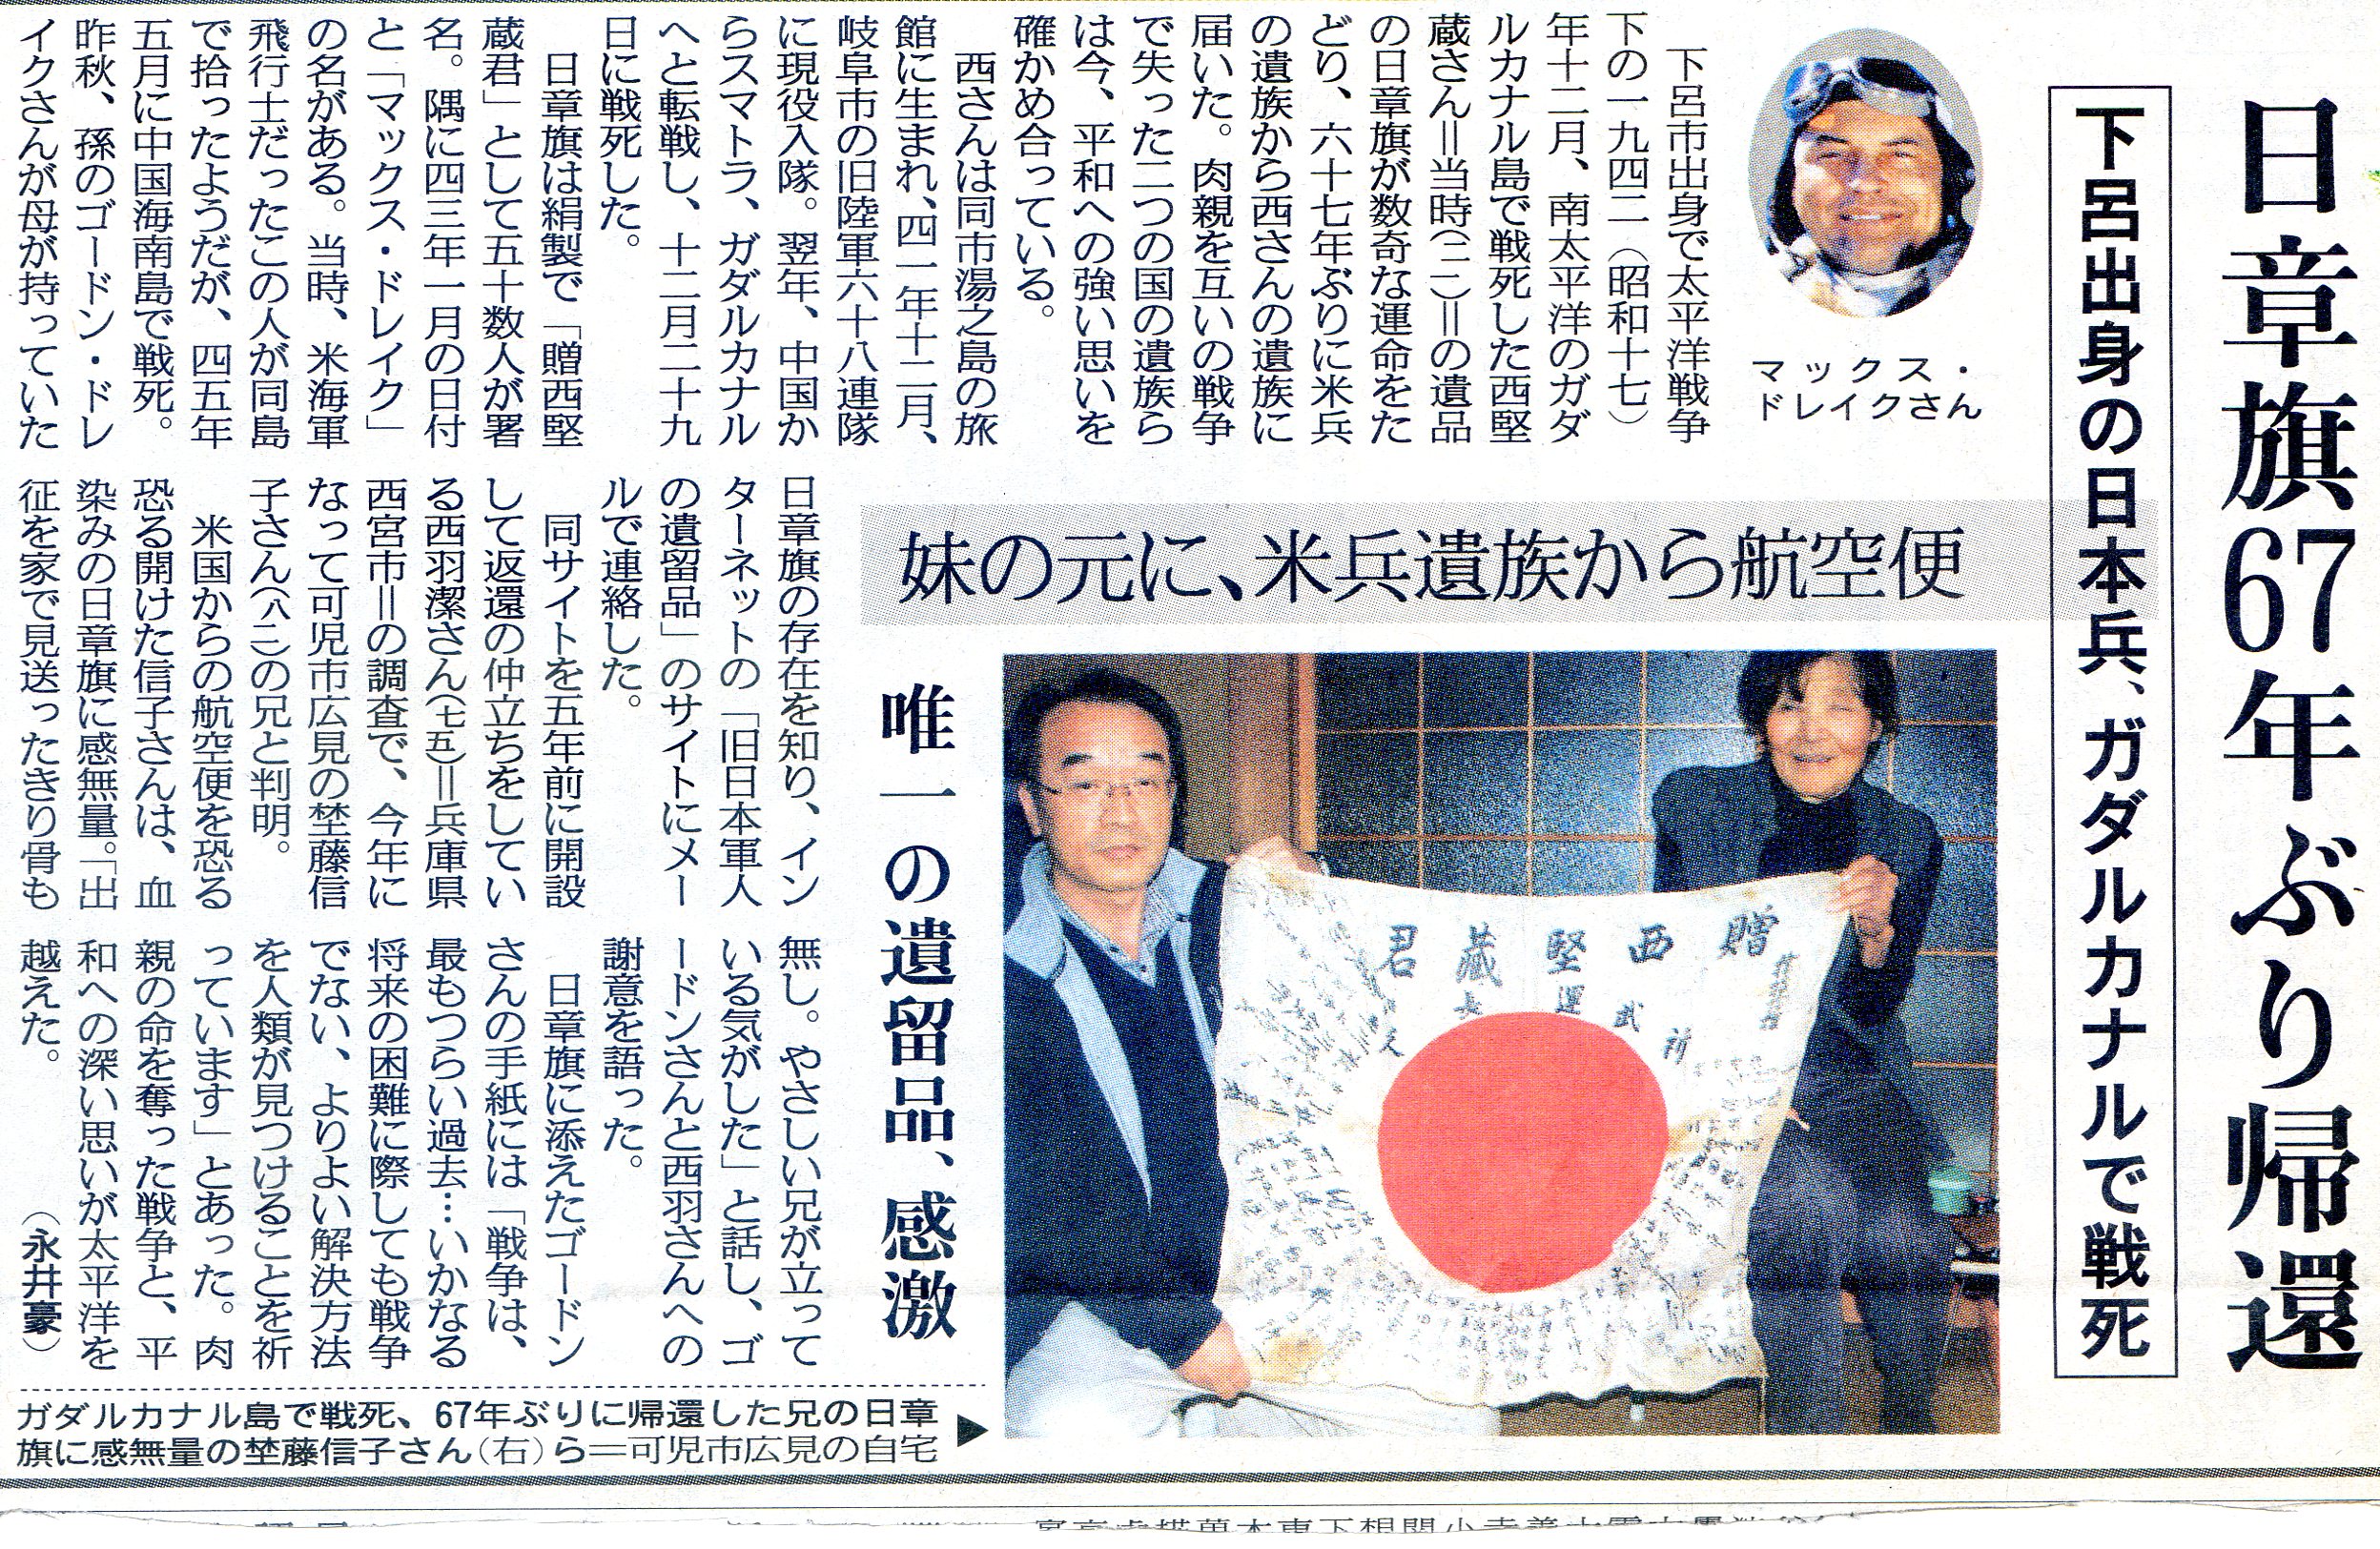 日章旗67年ぶり帰還
下呂出身の日本兵、ガダルカナルで戦死
マックス・
ドレイクさん
下呂市出身で太平洋戦争
下の一九四二（昭和十七）
年十二月、南太平洋のガダ
ルカナル島で戦死した西堅
蔵さん＝当時(二一)＝の遺品
の日章旗が数奇な運命をた
どり、六十七年ぶりに米兵
の遺族から西さんの遺族に
届いた。肉親を互いの戦争
で失った二つの国の遺族ら
は今、平和への強い思いを
確かめ合っている。
西さんは同市湯之島の旅
館に生まれ、四一年十二月、
岐阜市の旧陸軍六十八連隊
に現役入隊。翌年、中国か
らスマトラ、ガダルカナル
へと転戦し、十二月二十九
日に戦死した。
日章旗は絹製で「贈西堅
蔵君」として五十数人が署
名。隅に四三年一月の日付
と「マックス・ドレイク」
の名がある。当時、米海軍
飛行士だったこの人が同島
で拾ったようだが、四五年
五月に中国海南島で戦死。
昨秋、孫のゴードン・ドレ
イクさんが母が持っていた
妹の元に、米兵遺族から航空便
唯一の遺留品、感激
贈西堅藏君
祈武運長久
日章旗の存在を知り、イン
ターネットの「旧日本軍人
の遺留品」のサイトにメー
ルで連絡した。
同サイトを五年前に開設
して返還の仲立ちをしてい
る西羽潔さん(七五)＝兵庫県
西宮市＝の調査で、今年に
なって可児市広見の埜藤信
子さん(八二)の兄と判明。
米国からの航空便を恐る
恐る開けた信子さんは、血
染みの日章旗に感無量。「出
征を家で見送ったきり骨も
無し。やさしい兄が立って
いる気がした」と話し、ゴ
ードンさんと西羽さんへの
謝意を語った。
日章旗に添えたゴードン
さんの手紙には「戦争は、
最もつらい過去…いかなる
将来の困難に際しても戦争
でない、よりよい解決方法
を人類が見つけることを祈
っています」とあった。肉
親の命を奪った戦争と、平
和への深い思いが太平洋を
越えた。
（永井豪）
ガダルカナル島で戦死、67年ぶりに帰還した兄の日章
旗に感無量の埜藤信子さん（右）ら＝可児市広見の自宅